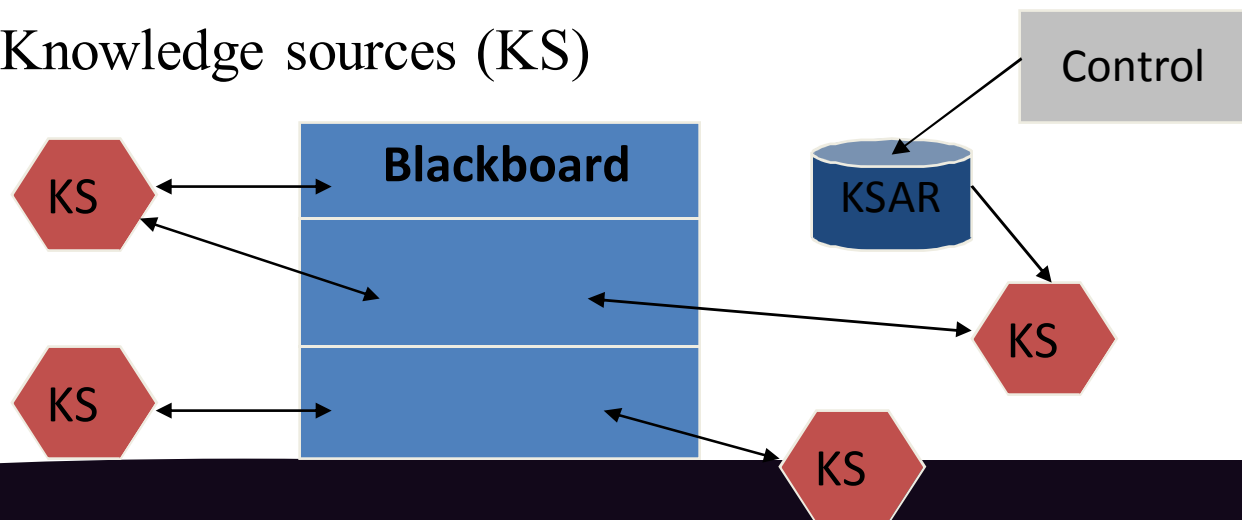 Knowledge sources (KS)
Control
Blackboard
KS
KSAR
KS
KS
KS